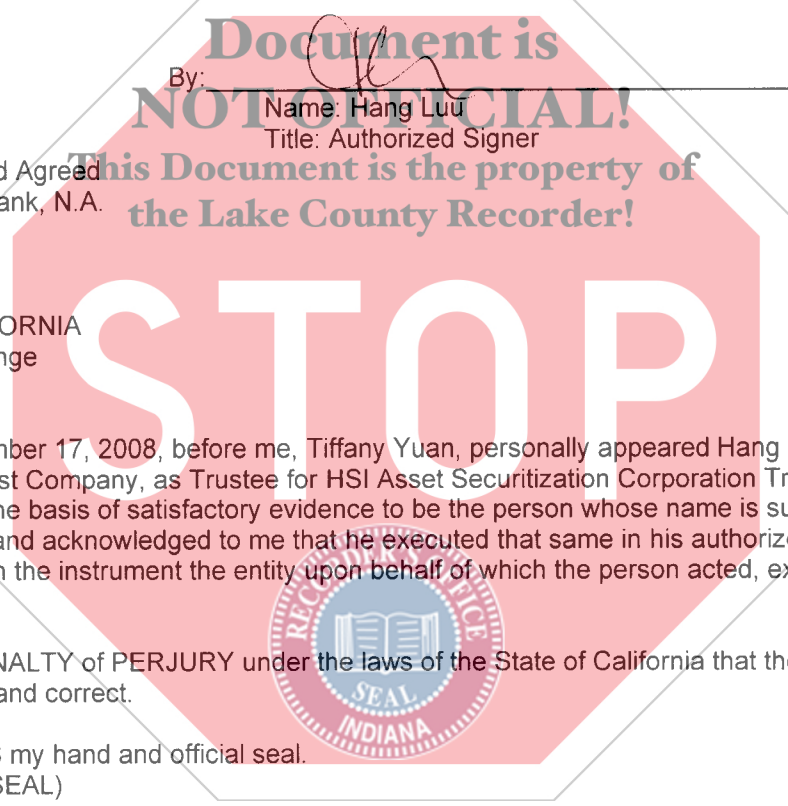 Document is
By:
NOT OFFICIAL!
Name: Hang Luu
Title: Authorized Signer
d Agreed
This Document is the property of
ank, N.A.
the Lake County Recorder!
STOP
ORNIA
nge
mber 17, 2008, before me, Tiffany Yuan, personally appeared Hang
st Company, as Trustee for HSI Asset Securitization Corporation Tr
he basis of satisfactory evidence to be the person whose name is su
and acknowledged to me that he executed that same in his authorize
n the instrument the entity upon behalf of which the person acted, ex
RECORDER'S OFFICE
SEAL
INDIANA
NALTY of PERJURY under the laws of the State of California that the
and correct.
S my hand and official seal.
SEAL)